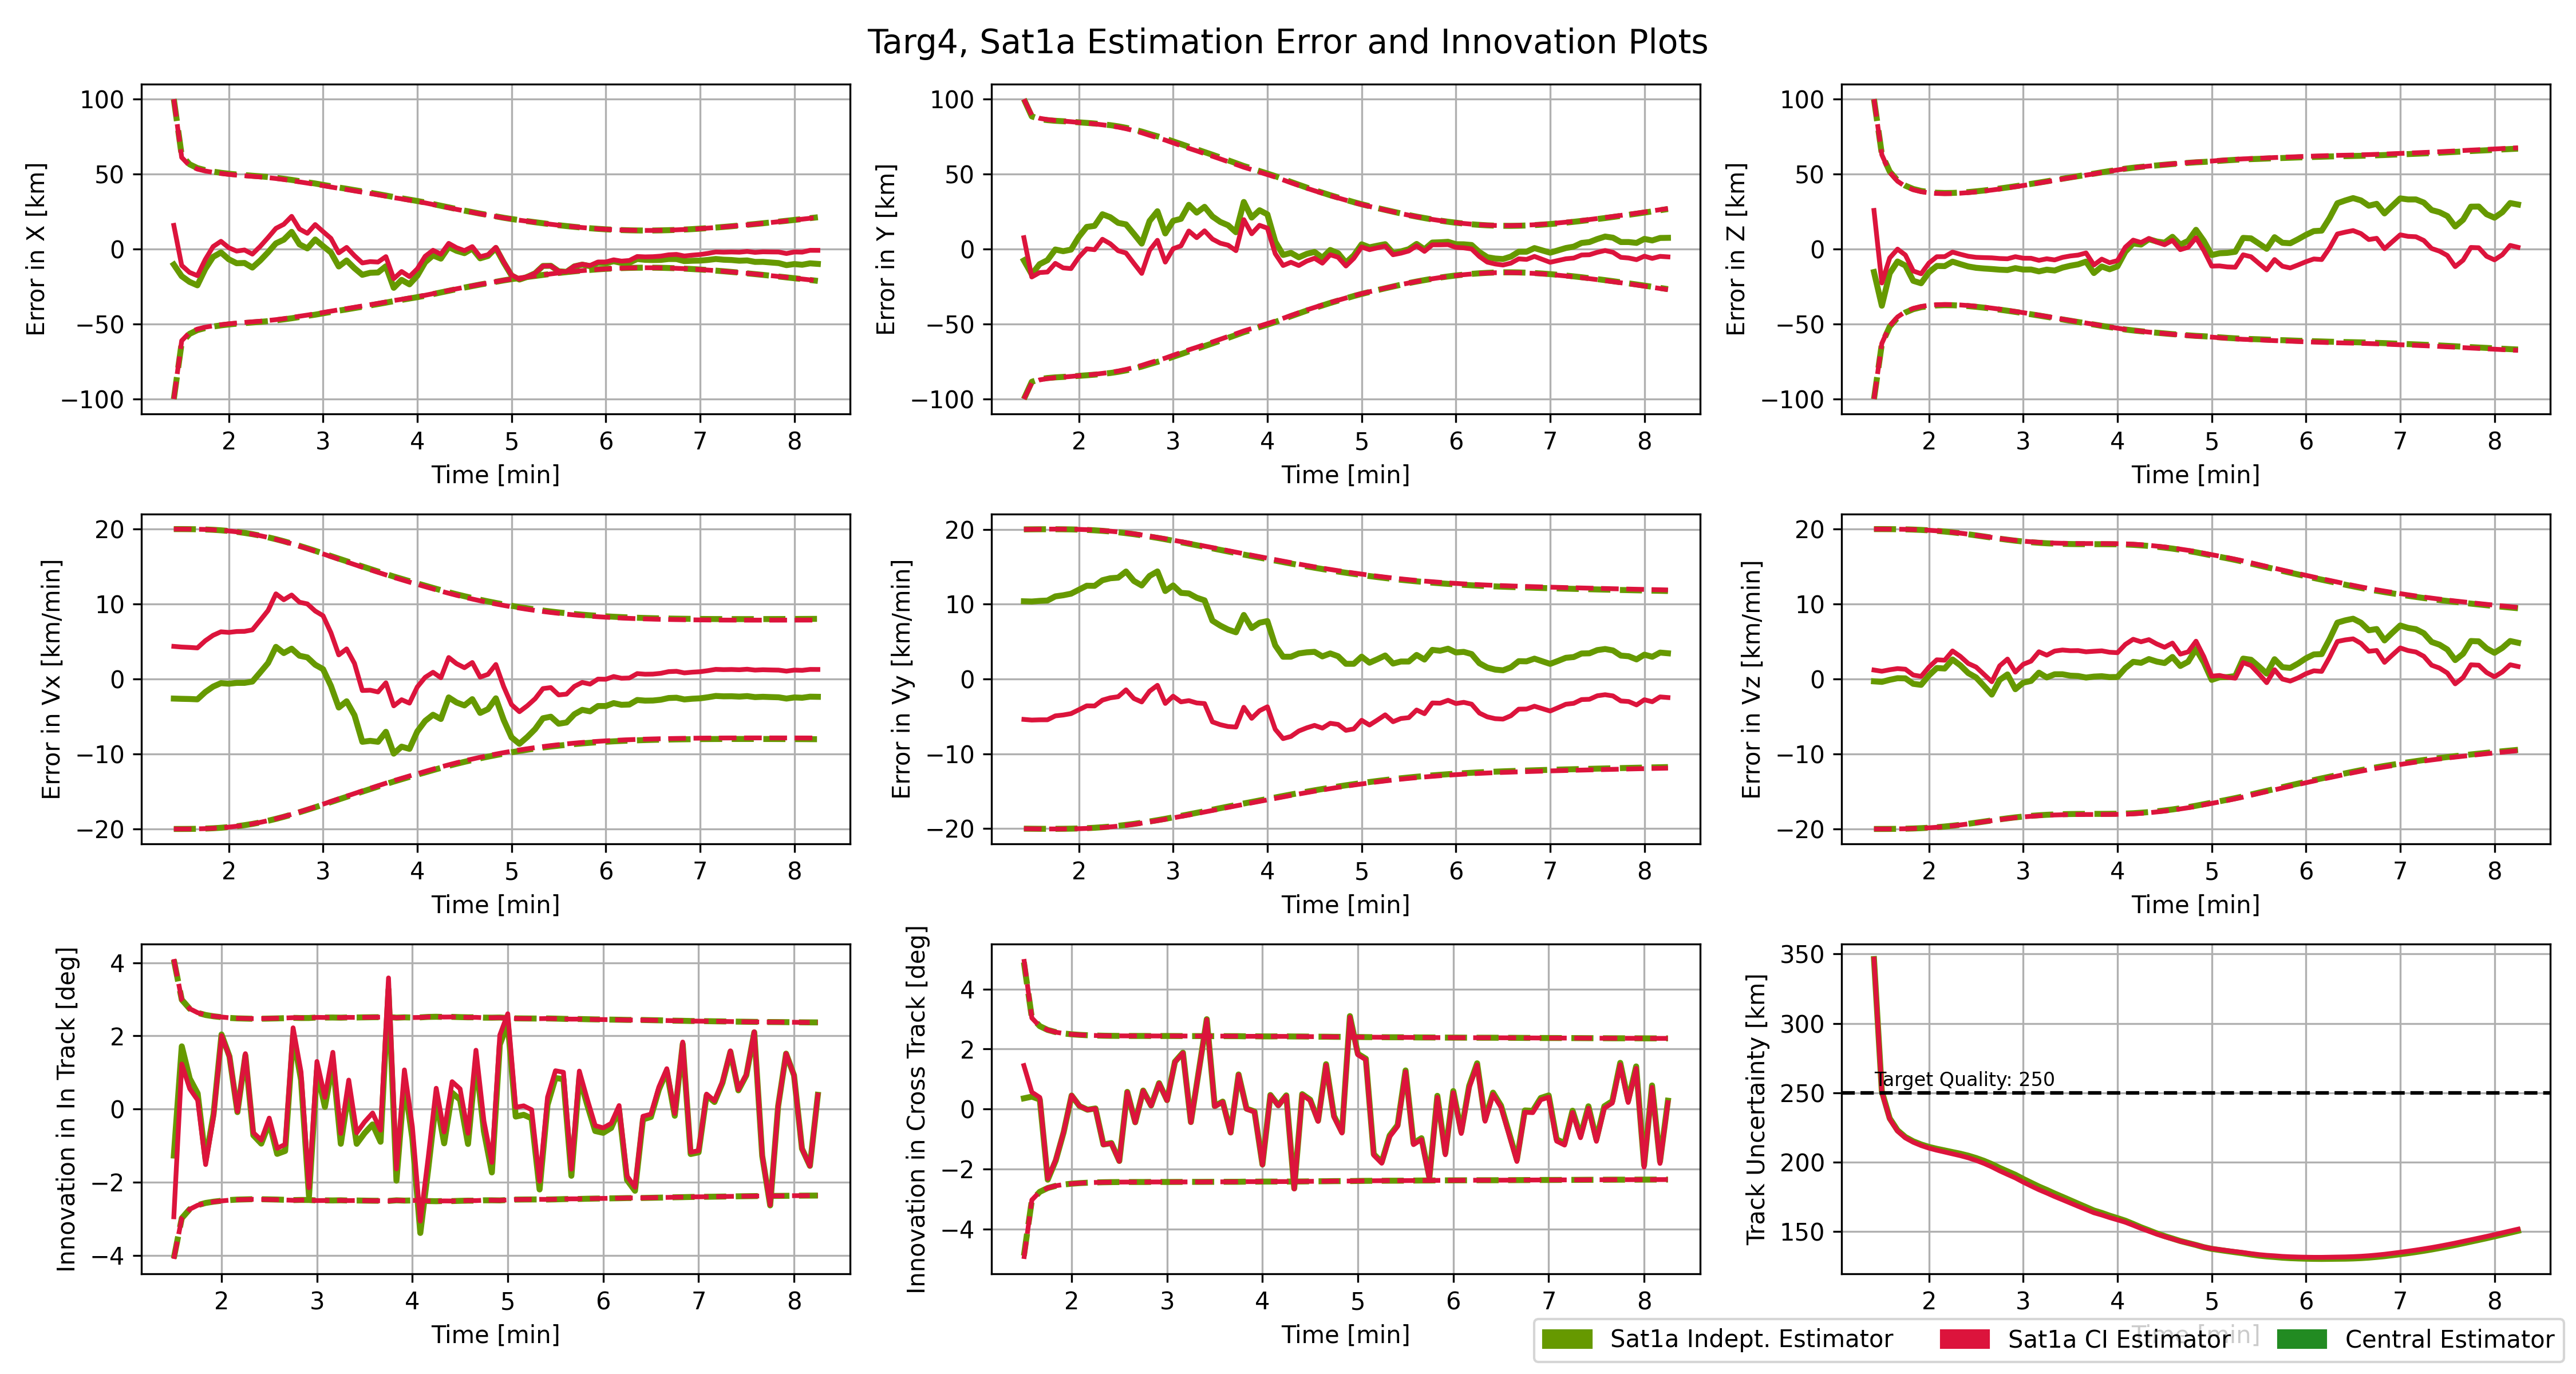 Targ4, Sat1a Estimation Error and Innovation Plots
Error in X [km]
100
50
0
−50
−100
2 3 4 5 6 7 8
Time [min]
Error in Y [km]
100
50
0
−50
−100
2 3 4 5 6 7 8
Time [min]
Error in Z [km]
100
50
0
−50
−100
2 3 4 5 6 7 8
Time [min]
Error in Vx [km/min]
20
10
0
−10
−20
2 3 4 5 6 7 8
Time [min]
Error in Vy [km/min]
20
10
0
−10
−20
2 3 4 5 6 7 8
Time [min]
Error in Vz [km/min]
20
10
0
−10
−20
2 3 4 5 6 7 8
Time [min]
Innovation in In Track [deg]
4
2
0
−2
−4
2 3 4 5 6 7 8
Time [min]
Innovation in Cross Track [deg]
4
2
0
−2
−4
2 3 4 5 6 7 8
Time [min]
Track Uncertainty [km]
350
300
250
200
150
Target Quality: 250
2 3 4 5 6 7 8
Time [min]
Sat1a Indept. Estimator Sat1a CI Estimator Central Estimator